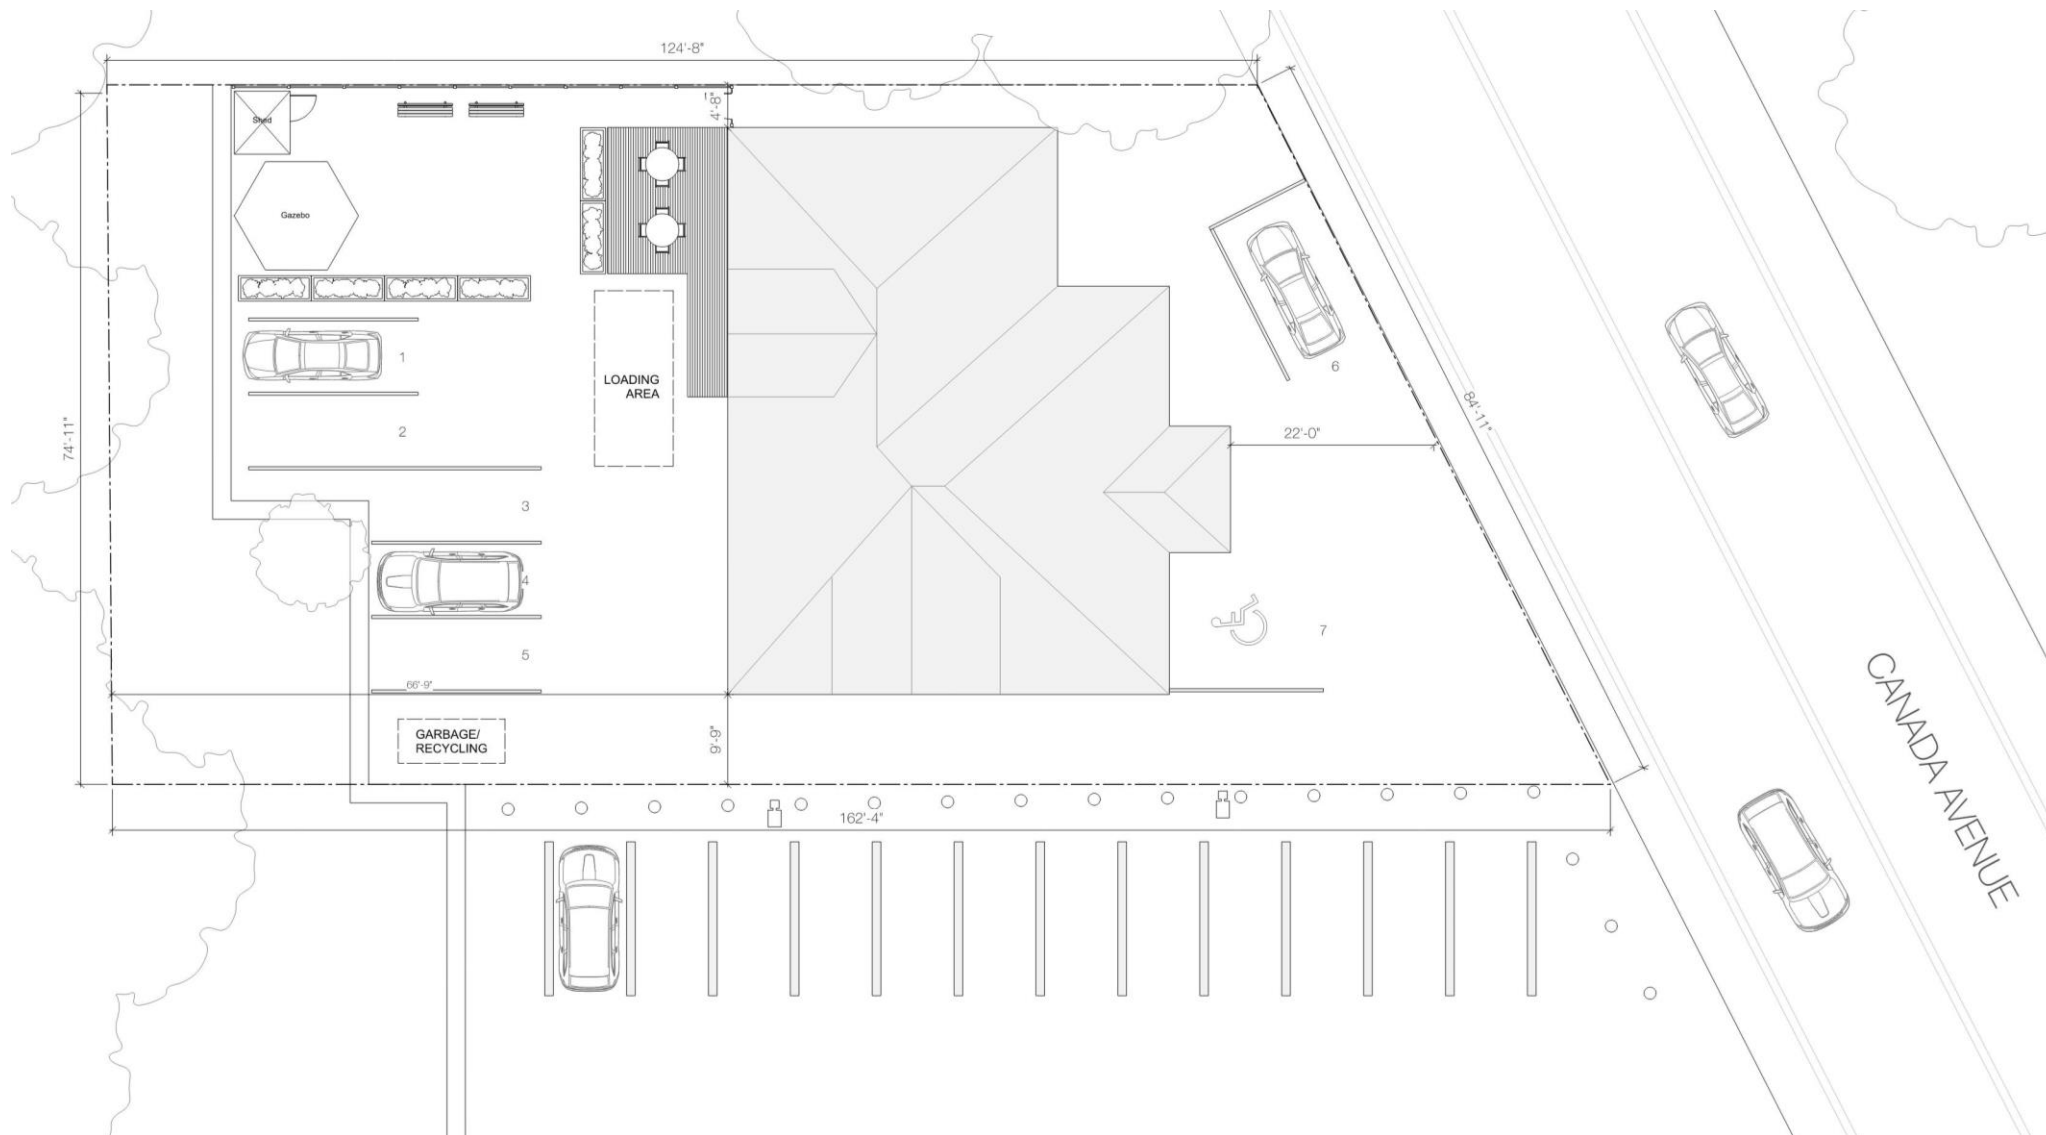 124'-8"
4'-8"
Shed
Gazebo
1
LOADING
AREA
2
74'-11"
6
84'-11"
22'-0"
3
4
7
5
66'-9"
GARBAGE/
RECYCLING
9'-9"
CANADA AVENUE
162'-4"